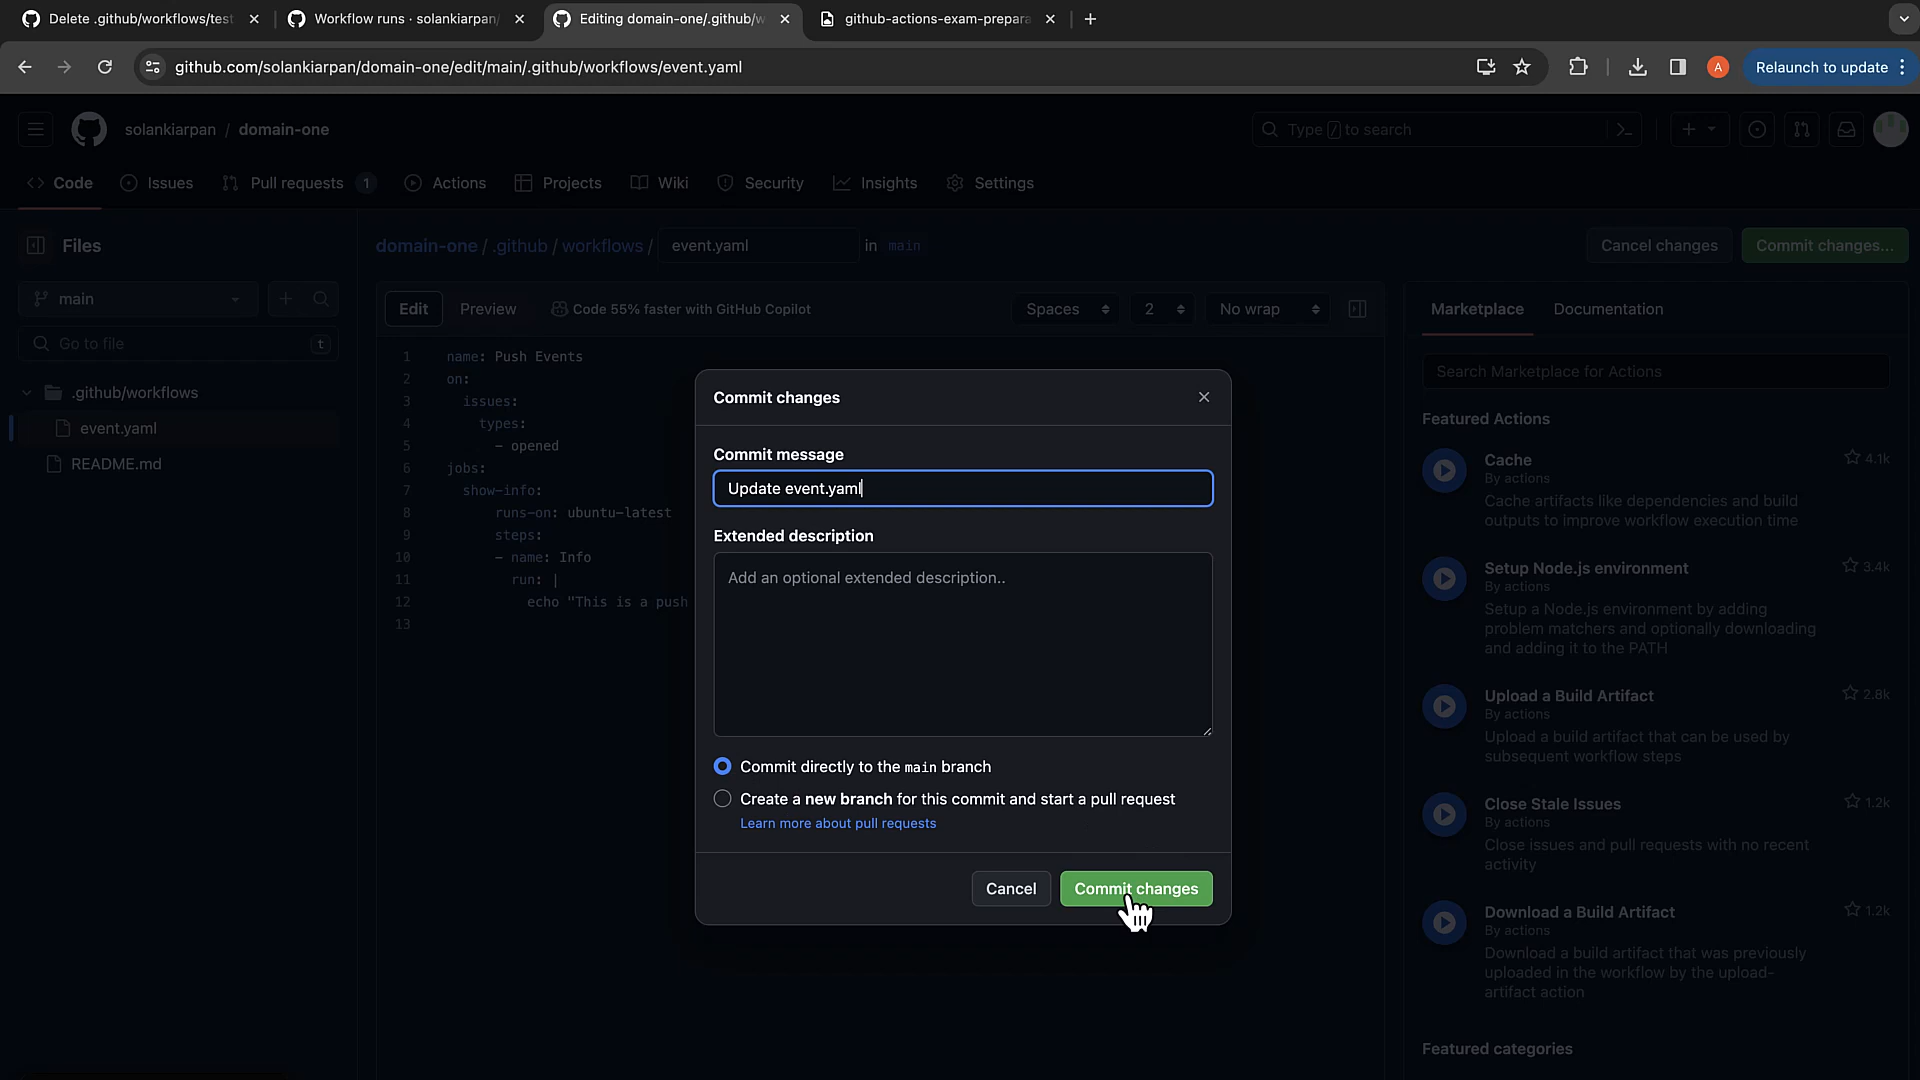 Delete .github/workflows/test
Workflow runs · solankiarpan/
Editing domain-one/.github/w
github-actions-exam-prepara
github.com/solankiarpan/domain-one/edit/main/.github/workflows/event.yaml
A
Relaunch to update
solankiarpan / domain-one
Type / to search
Code
Issues
Pull requests 1
Actions
Projects
Wiki
Security
Insights
Settings
Files
domain-one / .github / workflows / event.yaml in main
Cancel changes
Commit changes...
main
Go to file
t
.github/workflows
event.yaml
README.md
Edit
Preview
Code 55% faster with GitHub Copilot
Spaces
2
No wrap
1 name: Push Events
2 on:
3 issues:
4 types:
5 - opened
6 jobs:
7 show-info:
8 runs-on: ubuntu-latest
9 steps:
10 - name: Info
11 run: |
12 echo "This is a push
13
Commit changes
Commit message
Update event.yaml
Extended description
Add an optional extended description..
Commit directly to the main branch
Create a new branch for this commit and start a pull request
Learn more about pull requests
Cancel
Commit changes
Marketplace
Documentation
Search Marketplace for Actions
Featured Actions
Cache
4.1k
By actions
Cache artifacts like dependencies and build
outputs to improve workflow execution time
Setup Node.js environment
3.4k
By actions
Setup a Node.js environment by adding
problem matchers and optionally downloading
and adding it to the PATH
Upload a Build Artifact
2.8k
By actions
Upload a build artifact that can be used by
subsequent workflow steps
Close Stale Issues
1.2k
By actions
Close issues and pull requests with no recent
activity
Download a Build Artifact
1.2k
By actions
Download a build artifact that was previously
uploaded in the workflow by the upload-
artifact action
Featured categories